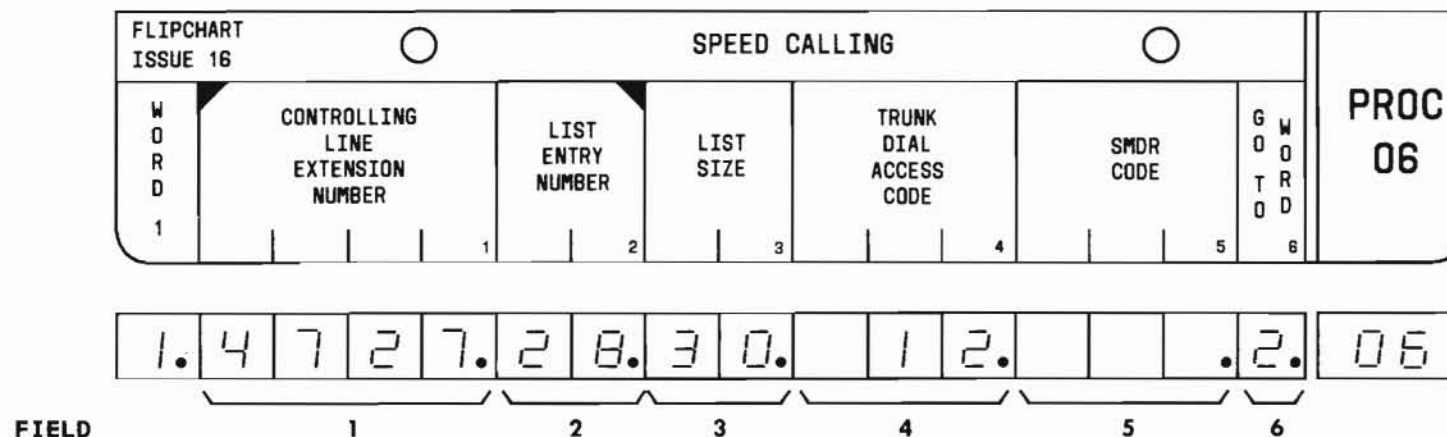 FLIPCHART
ISSUE 16
SPEED CALLING
WORD 1
CONTROLLING
LINE
EXTENSION
NUMBER
1
LIST
ENTRY
NUMBER
2
LIST
SIZE
3
TRUNK
DIAL
ACCESS
CODE
4
SMDR
CODE
5
GO TO
WORD
6
PROC
06
1. 4 7 2 7. 2 8. 3 0. 1 2. . 2. 06
FIELD 1 2 3 4 5 6